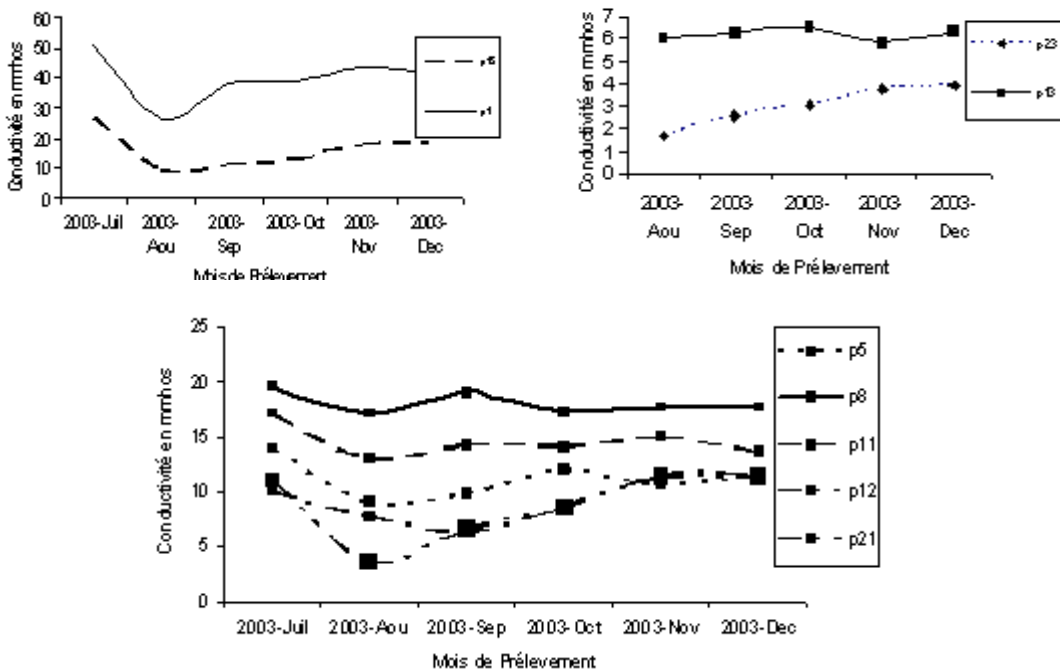 60
50
40
30
20
10
0
Conductivité en mmhos
2003-Juil
2003-Aou
2003-Sep
2003-Oct
2003-Nov
2003-Dec
Mois de Prélevement
p1
7
6
5
4
3
2
1
0
Conductivité en mmhos
2003-Aou
2003-Sep
2003-Oct
2003-Nov
2003-Dec
Mois de Prélevement
p23
p13
25
20
15
10
5
0
Conductivité en mmhos
2003-Juil
2003-Aou
2003-Sep
2003-Oct
2003-Nov
2003-Dec
Mois de Prélevement
p5
p8
p11
p12
p21